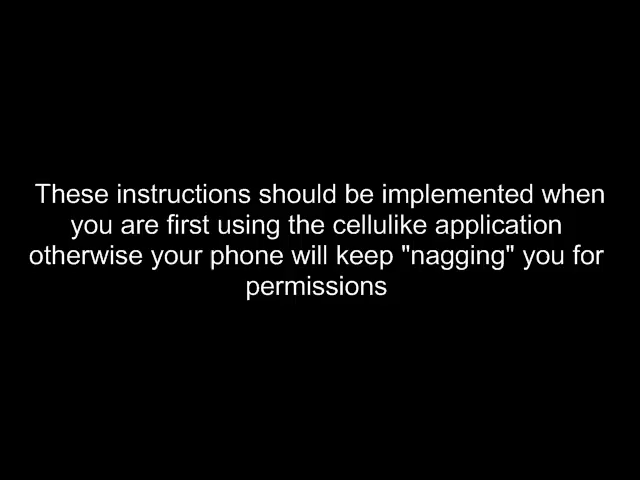 These instructions should be implemented when
you are first using the cellulike application
otherwise your phone will keep "nagging" you for
permissions